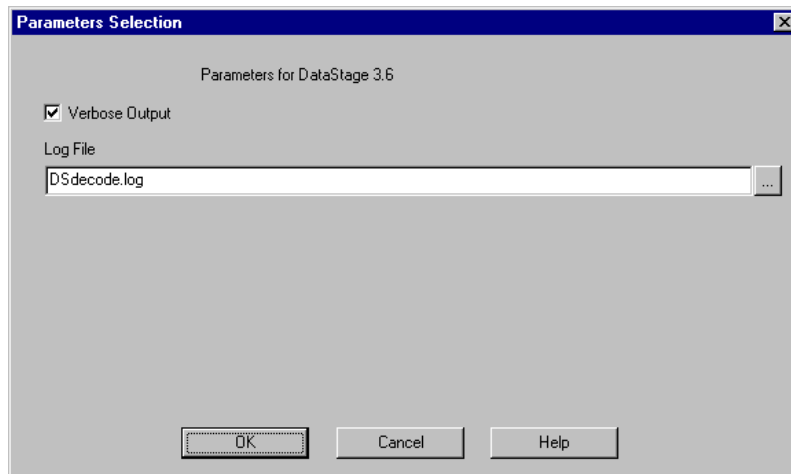 Parameters Selection
Parameters for DataStage 3.6
Verbose Output
Log File
DSdecode.log
...
OK Cancel Help